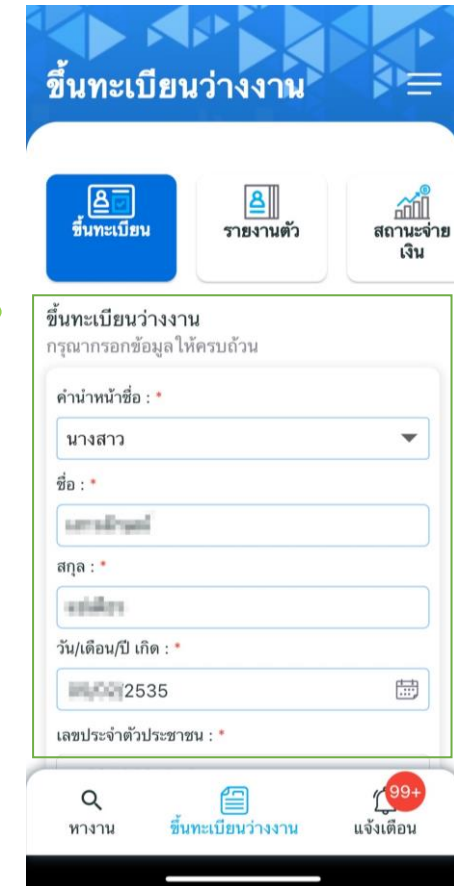 ขึ้นทะเบียนว่างงาน
ขึ้นทะเบียน
รายงานตัว
สถานะจ่าย
เงิน
ขึ้นทะเบียนว่างงาน
กรุณากรอกข้อมูลให้ครบถ้วน
คำนำหน้าชื่อ : *
นางสาว
ชื่อ : *
สกุล : *
วัน/เดือน/ปี เกิด : *
2535
เลขประจำตัวประชาชน : *
99+
หางาน
ขึ้นทะเบียนว่างงาน
แจ้งเตือน